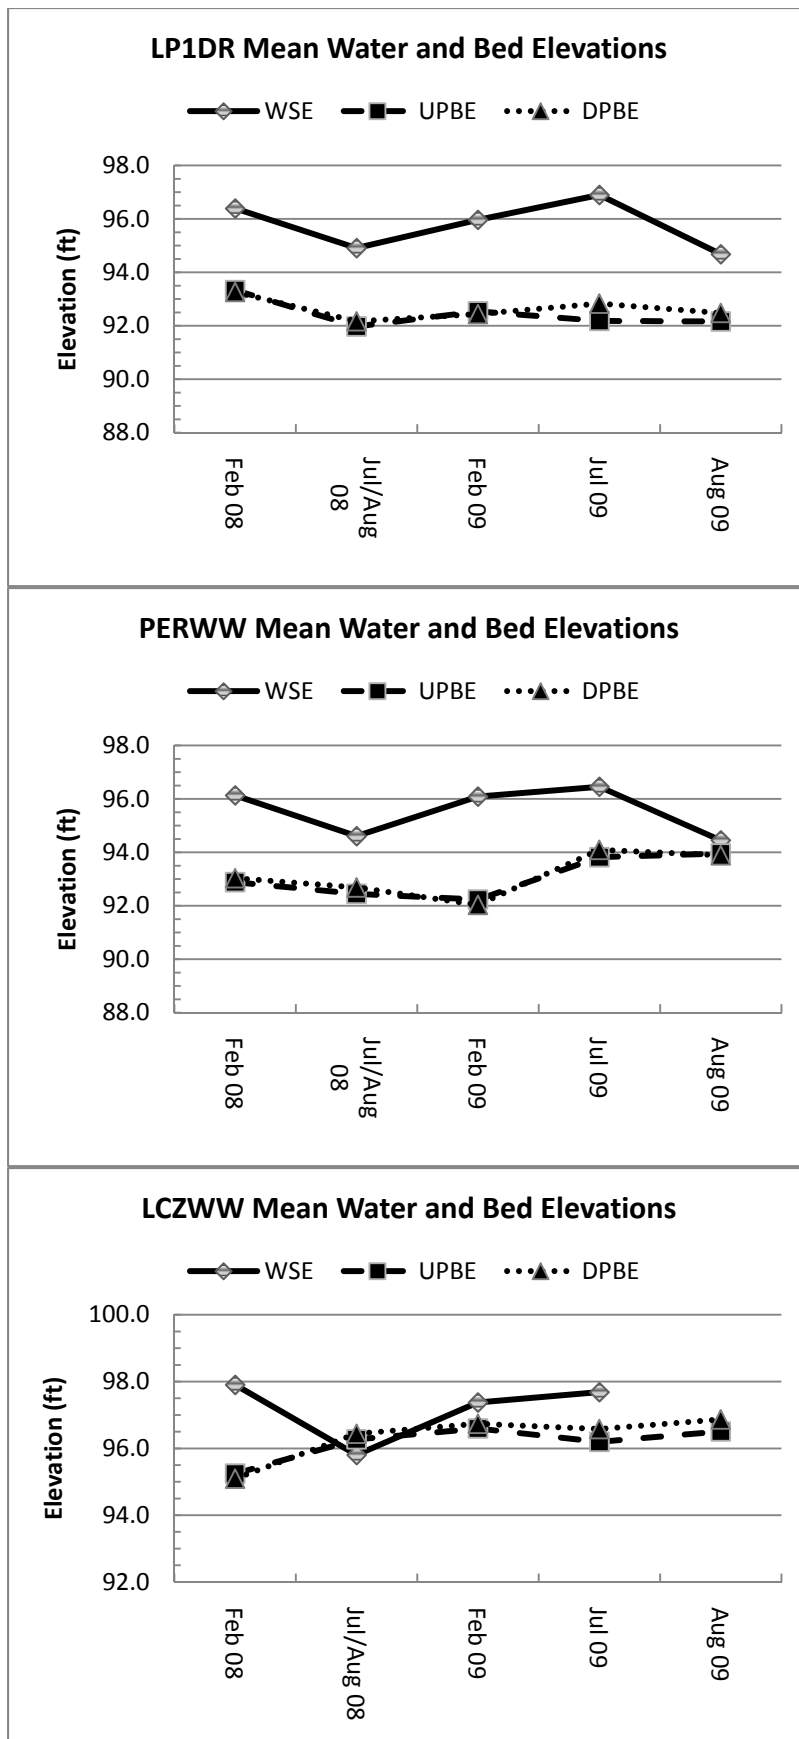 LP1DR Mean Water and Bed Elevations
WSE UPBE DPBE
Elevation (ft)
98.0
96.0
94.0
92.0
90.0
88.0
Feb 08
Jul/Aug
08
Feb 09
Jul 09
Aug 09
PERWW Mean Water and Bed Elevations
WSE UPBE DPBE
Elevation (ft)
98.0
96.0
94.0
92.0
90.0
88.0
Feb 08
Jul/Aug
08
Feb 09
Jul 09
Aug 09
LCZWW Mean Water and Bed Elevations
WSE UPBE DPBE
Elevation (ft)
100.0
98.0
96.0
94.0
92.0
Feb 08
Jul/Aug 08
Feb 09
Jul 09
Aug 09